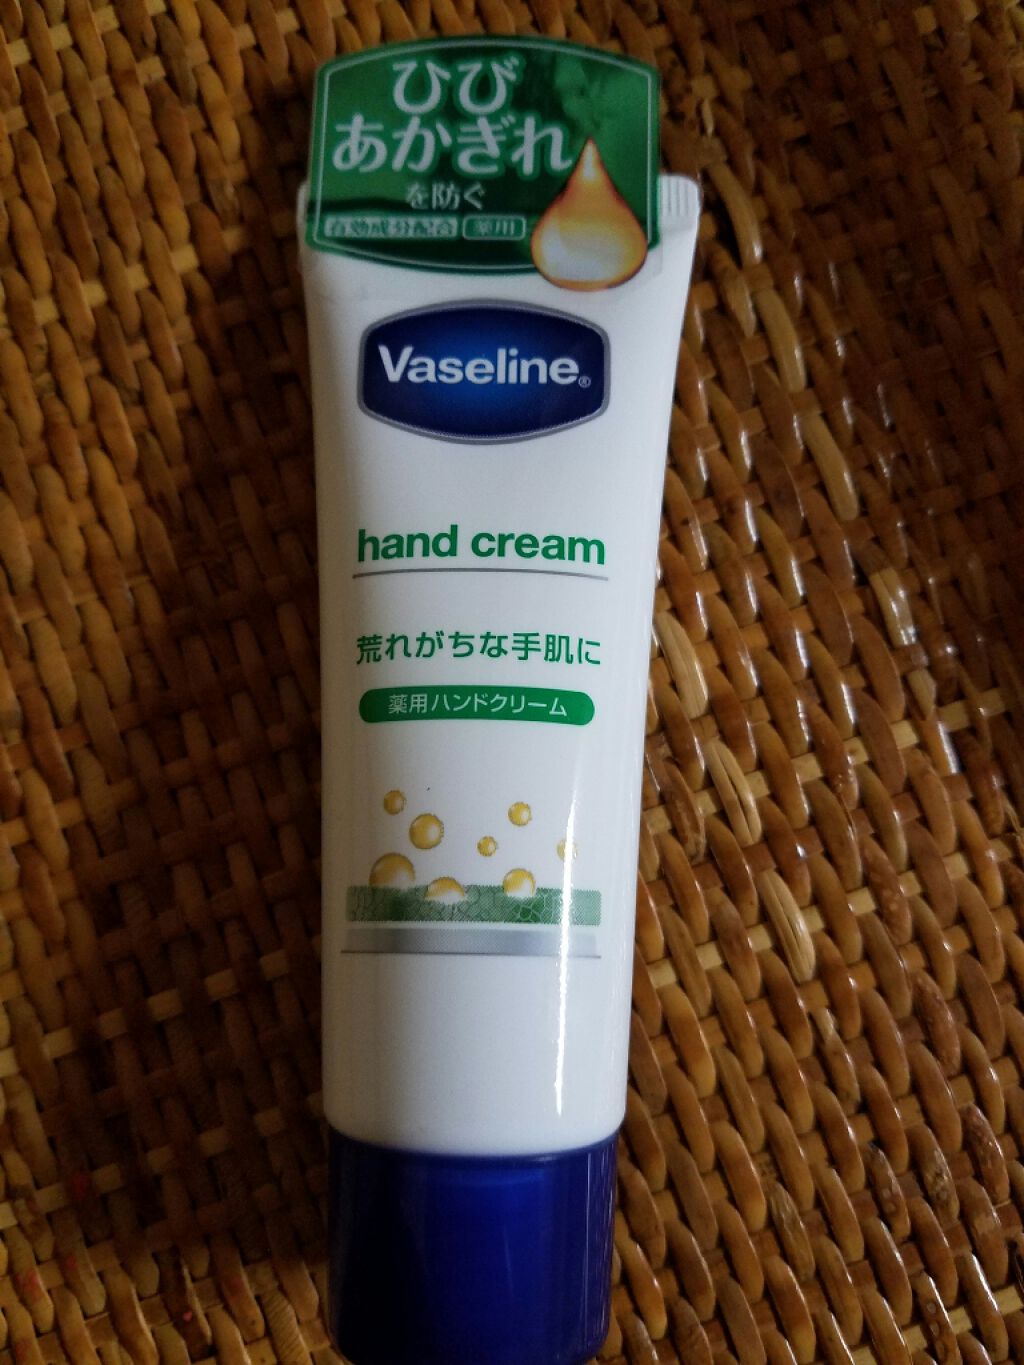 ひび
あかぎれ
を防ぐ
有効成分配合 薬用
Vaseline®
hand cream
荒れがちな手肌に
薬用ハンドクリーム